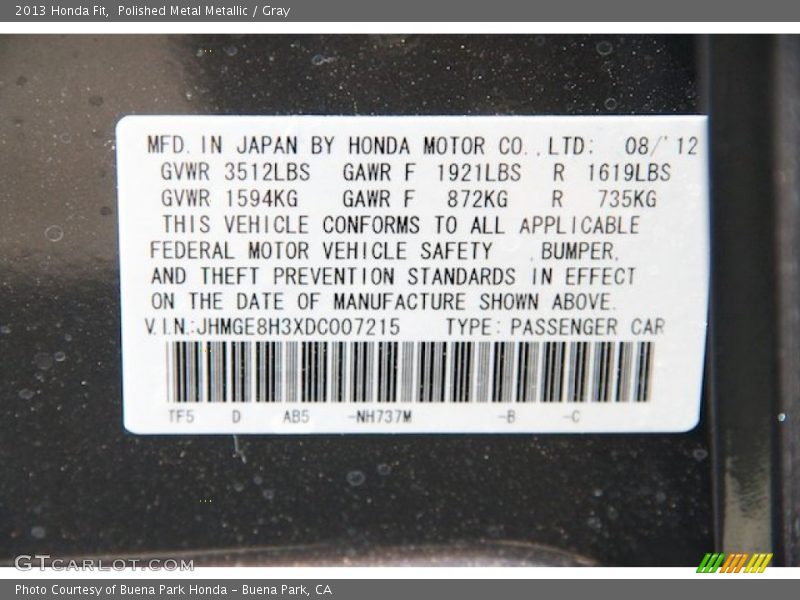 2013 Honda Fit,  Polished Metal Metallic / Gray
MFD. IN JAPAN BY HONDA MOTOR CO., LTD: 08/'12
GVWR 3512LBS GAWR F 1921LBS R 1619LBS
GVWR 1594KG GAWR F 872KG R 735KG
THIS VEHICLE CONFORMS TO ALL APPLICABLE
FEDERAL MOTOR VEHICLE SAFETY , BUMPER,
AND THEFT PREVENTION STANDARDS IN EFFECT
ON THE DATE OF MANUFACTURE SHOWN ABOVE.
V.I.N.:JHMGE8H3XDC007215 TYPE: PASSENGER CAR
TF5 D AB5 -NH737M -B -C
GTCARLOT.COM
Photo Courtesy of Buena Park Honda - Buena Park, CA